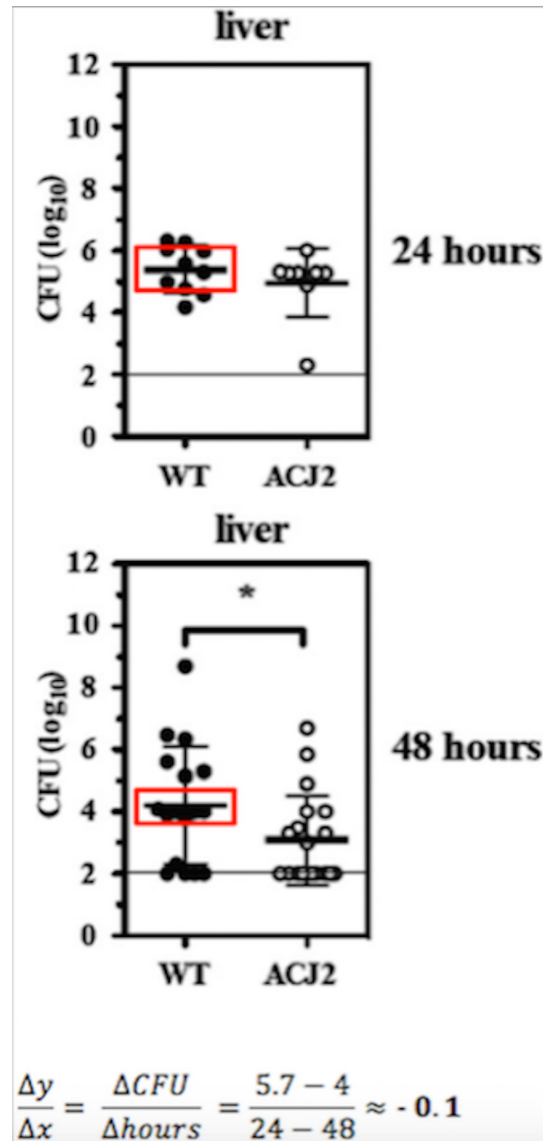 liver
12
10
8
6
4
2
0
CFU (log₁₀)
24 hours
WT ACJ2
liver
*
12
10
8
6
4
2
0
CFU (log₁₀)
48 hours
WT ACJ2
Δy/Δx = ΔCFU/Δhours = 5.7 − 4/24 − 48 ≈ - 0.1